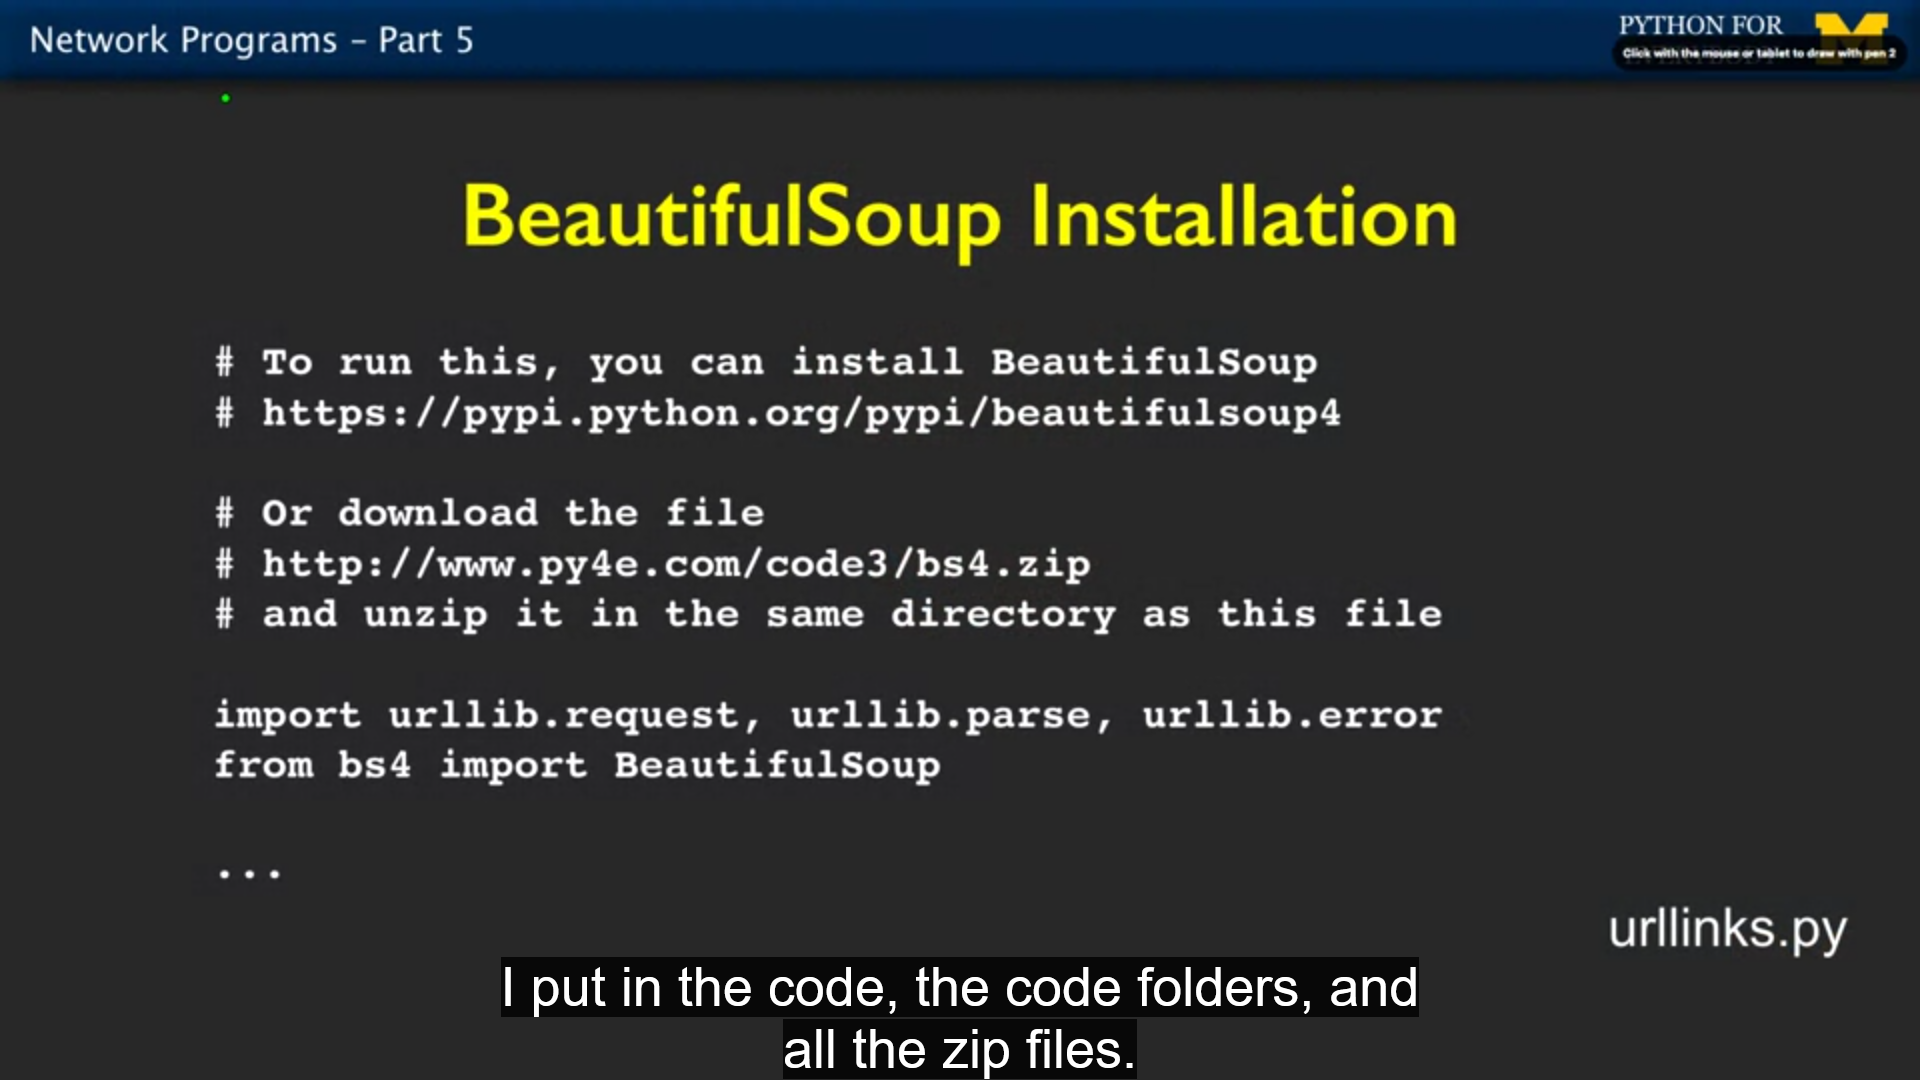 Network Programs – Part 5
PYTHON FOR
Click with the mouse or tablet to draw with pen 2
BeautifulSoup Installation
# To run this, you can install BeautifulSoup
# https://pypi.python.org/pypi/beautifulsoup4
# Or download the file
# http://www.py4e.com/code3/bs4.zip
# and unzip it in the same directory as this file
import urllib.request, urllib.parse, urllib.error
from bs4 import BeautifulSoup
...
urllinks.py
I put in the code, the code folders, and
all the zip files.